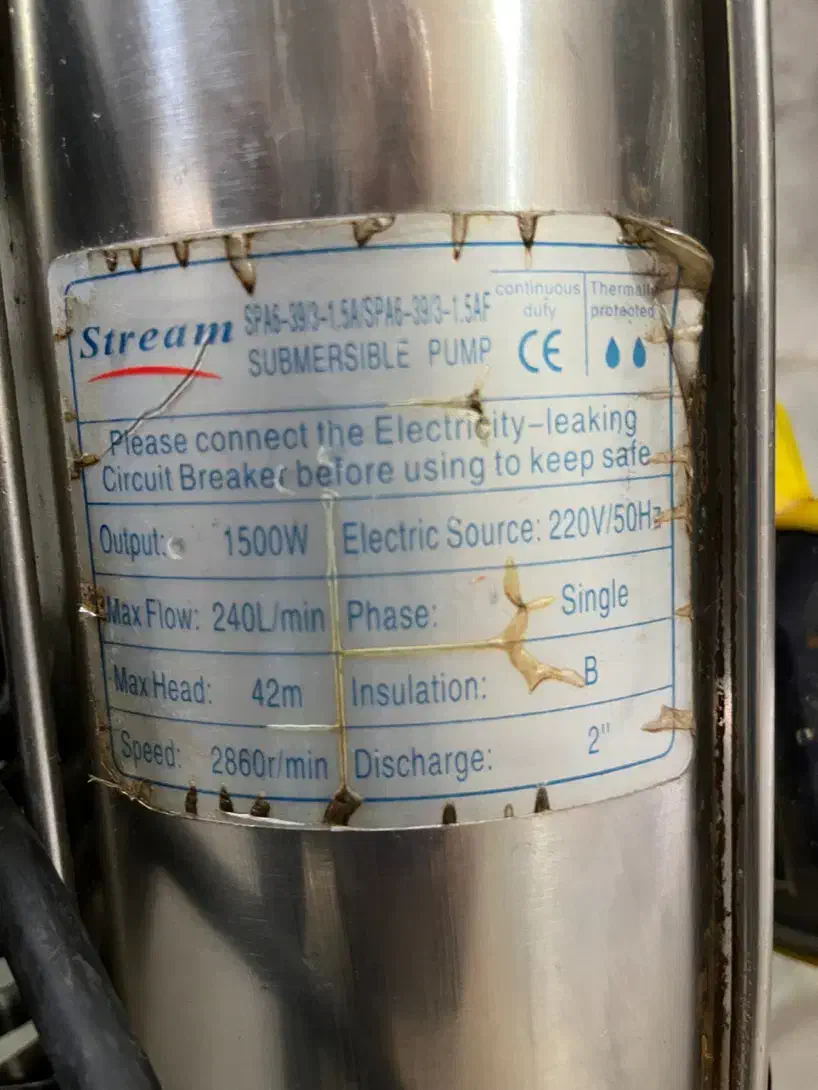 Stream
SPA6-39/3-1.5A/SPA6-39/3-1.5AF
SUBMERSIBLE PUMP
continuous
duty
CE
Thermally
protected
Please connect the Electricity-leaking
Circuit Breaker before using to keep safe
Output: 1500W
Electric Source: 220V/50Hz
Max Flow: 240L/min
Phase: Single
Max Head: 42m
Insulation: B
Speed: 2860r/min
Discharge: 2"